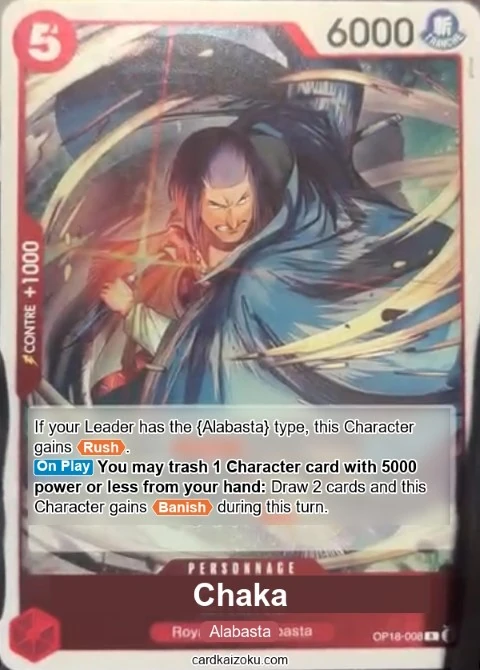 5
6000
TRANCHE
CONTRE +1000
If your Leader has the {Alabasta} type, this Character
gains Rush.
On Play You may trash 1 Character card with 5000
power or less from your hand: Draw 2 cards and this
Character gains Banish during this turn.
PERSONNAGE
Chaka
Alabasta
OP18-008 R
cardkaizoku.com